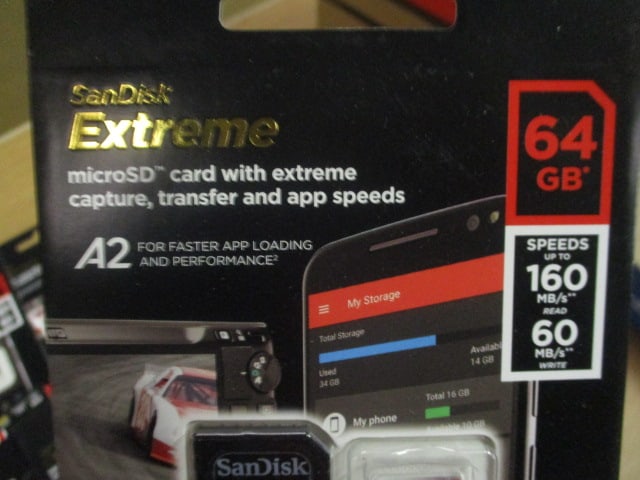 SanDisk
Extreme
microSD™ card with extreme
capture, transfer and app speeds
A2 FOR FASTER APP LOADING
AND PERFORMANCE²
64
GB*
SPEEDS
UP TO
160
MB/s**
READ
60
MB/s**
WRITE
My Storage
Total Storage
Used
34 GB
14 GB
My phone
Total 16 GB
SanDisk